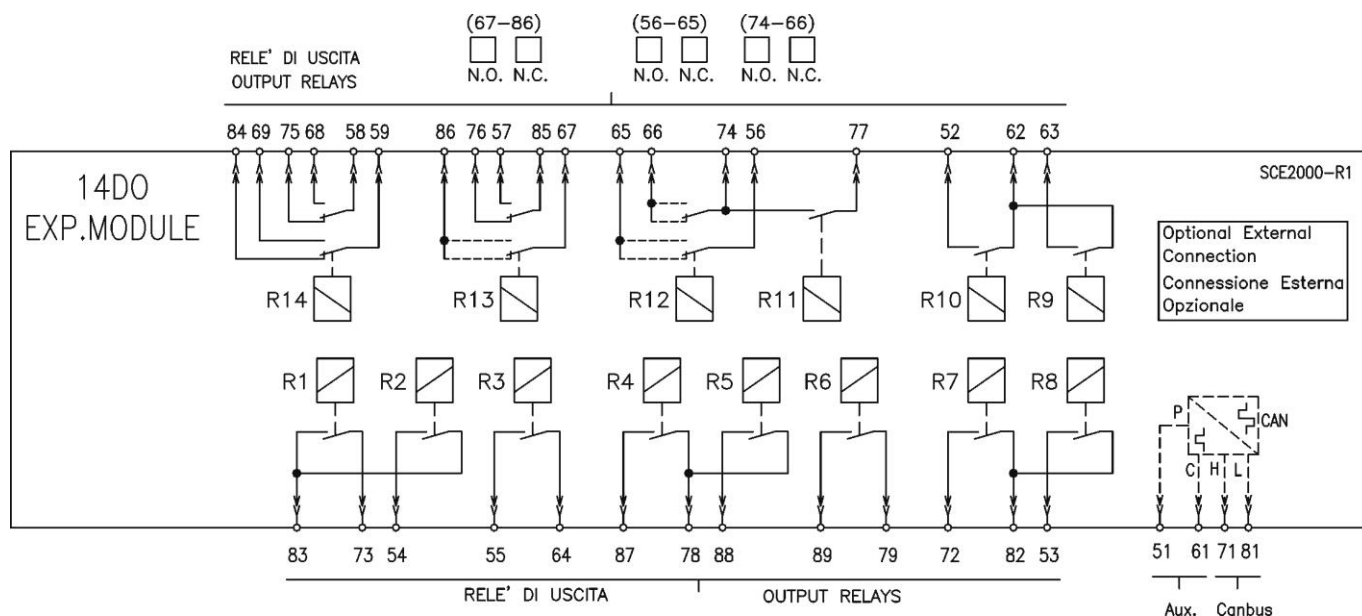 (67-86) (56-65) (74-66)
N.O. N.C. N.O. N.C. N.O. N.C.
RELE' DI USCITA
OUTPUT RELAYS
84 69 75 68 58 59 86 76 57 85 67 65 66 74 56 77 52 62 63
14DO
EXP.MODULE
SCE2000-R1
Optional External
Connection
Connessione Esterna
Opzionale
R14 R13 R12 R11 R10 R9
R1 R2 R3 R4 R5 R6 R7 R8
P CAN
C H L
83 73 54 55 64 87 78 88 89 79 72 82 53 51 61 71 81
RELE' DI USCITA OUTPUT RELAYS
Aux. Canbus